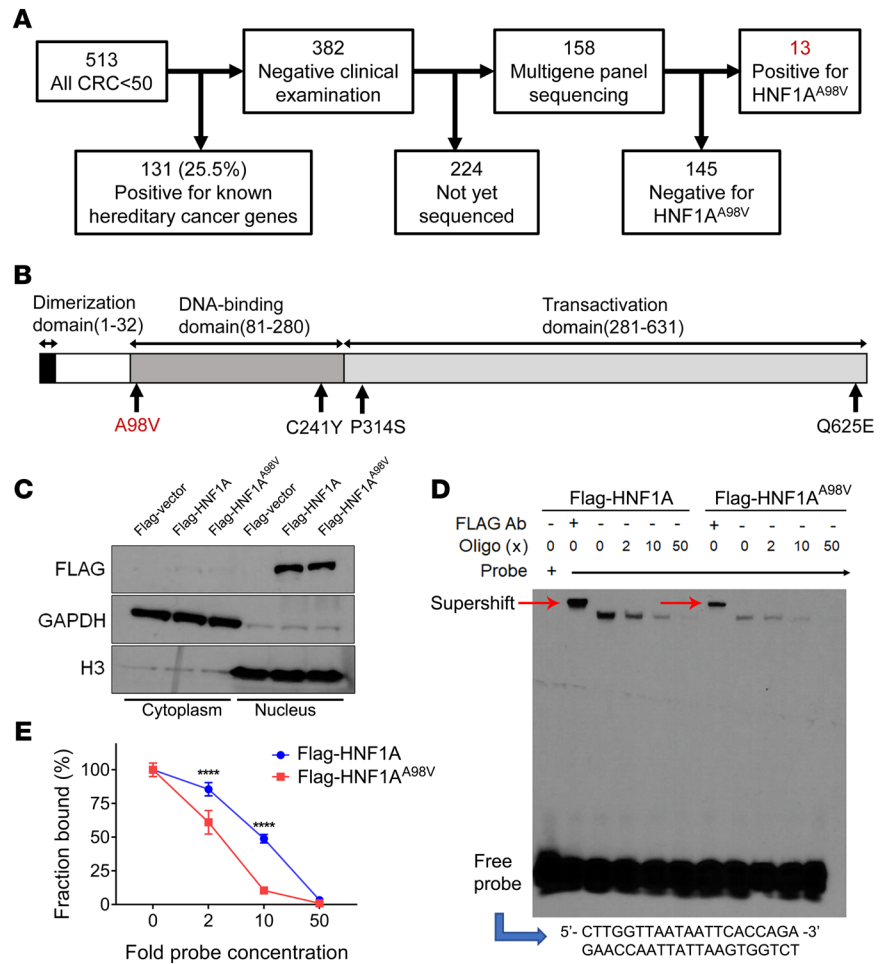 A
513
All CRC<50
382
Negative clinical
examination
158
Multigene panel
sequencing
13
Positive for
HNF1A^A98V
131 (25.5%)
Positive for known
hereditary cancer genes
224
Not yet
sequenced
145
Negative for
HNF1A^A98V
B
Dimerization
domain(1-32)
DNA-binding
domain(81-280)
Transactivation
domain(281-631)
A98V
C241Y
P314S
Q625E
C
Flag-vector
Flag-HNF1A
Flag-HNF1A^A98V
Flag-vector
Flag-HNF1A
Flag-HNF1A^A98V
FLAG
GAPDH
H3
Cytoplasm
Nucleus
D
Flag-HNF1A
Flag-HNF1A^A98V
FLAG Ab - + - - - - + - - - -
Oligo (x) 0 0 0 2 10 50 0 0 2 10 50
Probe +
Supershift
Free
probe
5'- CTTGGTTAATAATTCACCAGA -3'
GAACCAATTATTAAGTGGTCT
E
Flag-HNF1A
Flag-HNF1A^A98V
Fraction bound (%)
100
75
50
25
0
****
****
0 2 10 50
Fold probe concentration